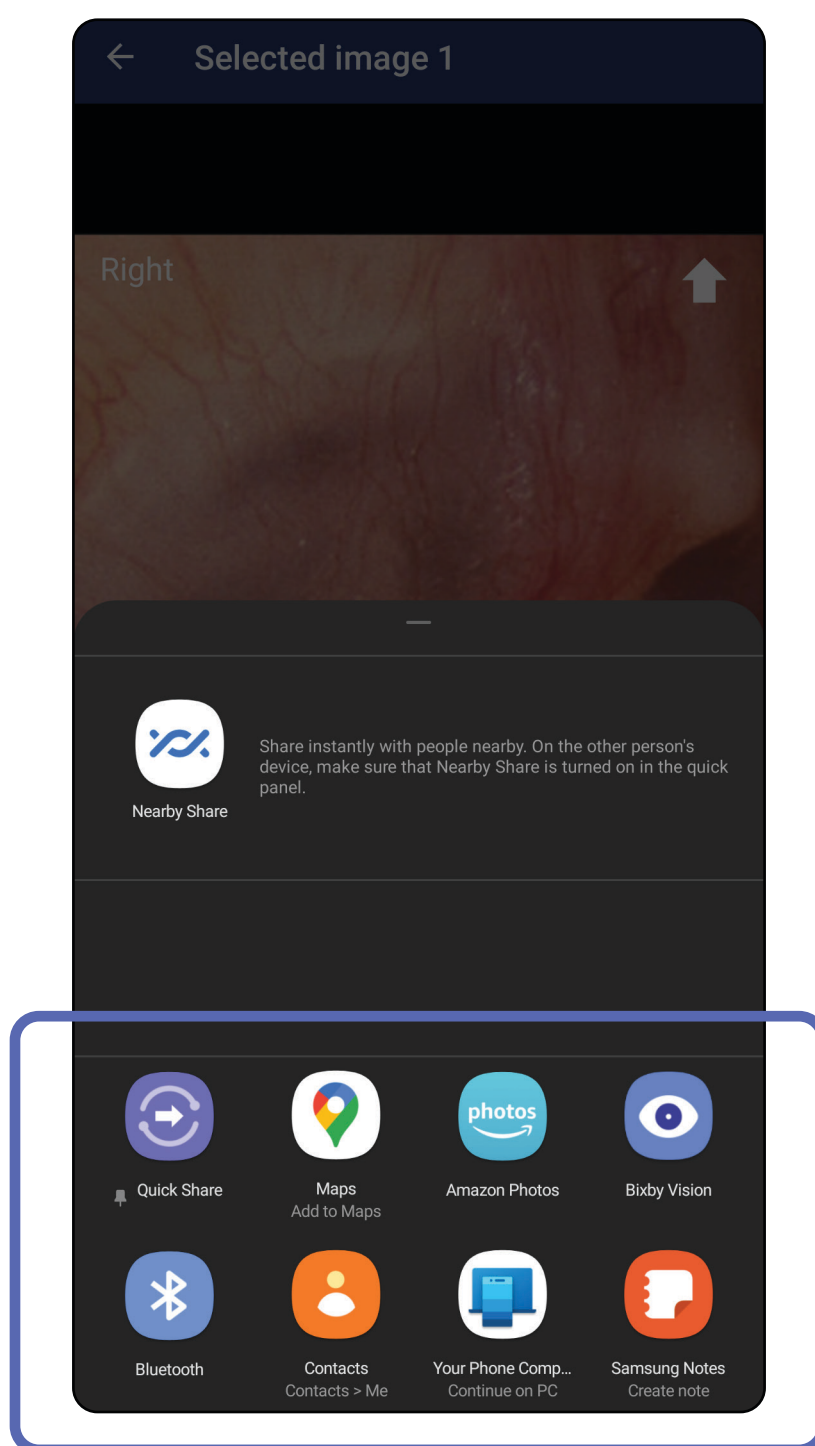 Selected image 1
Right
Share instantly with people nearby. On the other person's
device, make sure that Nearby Share is turned on in the quick
panel.
Nearby Share
photos
Quick Share
Maps
Add to Maps
Amazon Photos
Bixby Vision
Bluetooth
Contacts
Contacts > Me
Your Phone Comp...
Continue on PC
Samsung Notes
Create note